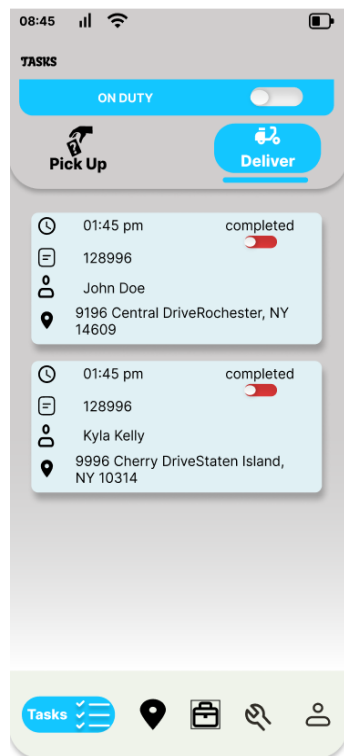 08:45
TASKS
ON DUTY
Pick Up
Deliver
01:45 pm completed
128996
John Doe
9196 Central DriveRochester, NY
14609
01:45 pm completed
128996
Kyla Kelly
9996 Cherry DriveStaten Island,
NY 10314
Tasks